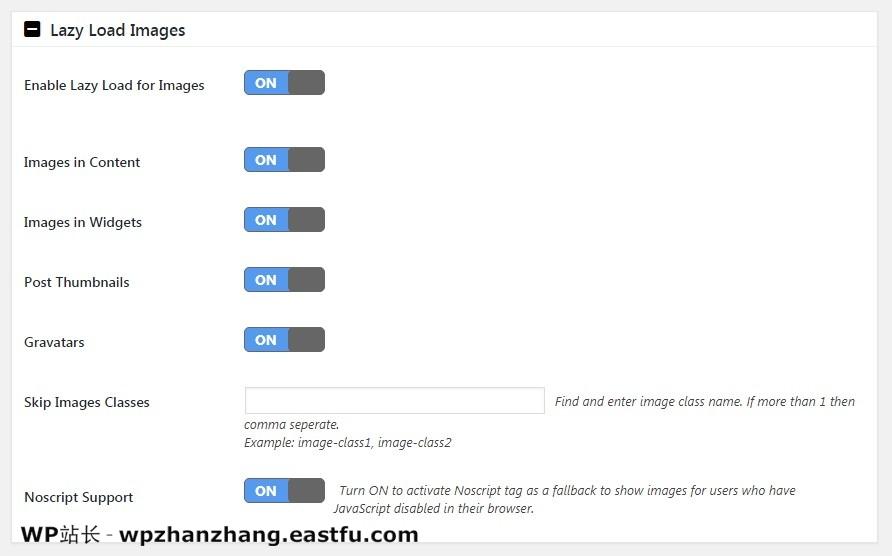 Lazy Load Images
Enable Lazy Load for Images ON
Images in Content ON
Images in Widgets ON
Post Thumbnails ON
Gravatars ON
Skip Images Classes Find and enter image class name. If more than 1 then
comma seperate.
Example: image-class1, image-class2
Noscript Support ON Turn ON to activate Noscript tag as a fallback to show images for users who have
JavaScript disabled in their browser.
WP站长 - wpzhanzhang.eastfu.com